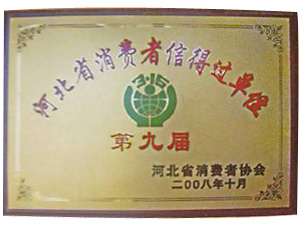 河北省消费者信得过单位
3·15
第九届
河北省消费者协会
二00八年十月